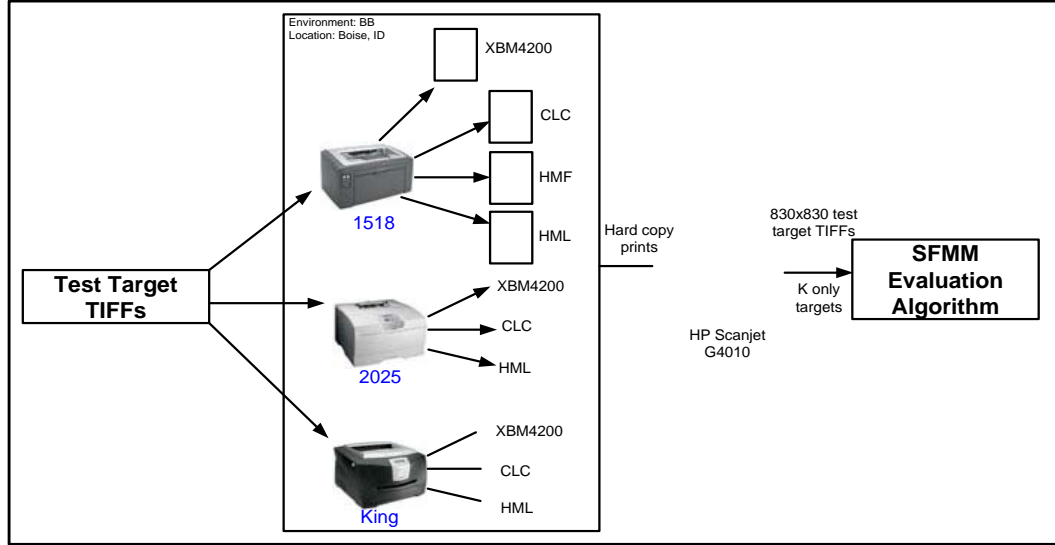 Environment: BB
Location: Boise, ID
XBM4200
CLC
HMF
HML
1518
Test Target
TIFFs
XBM4200
CLC
HML
2025
XBM4200
CLC
HML
King
Hard copy
prints
HP Scanjet
G4010
830x830 test
target TIFFs
K only
targets
SFMM
Evaluation
Algorithm